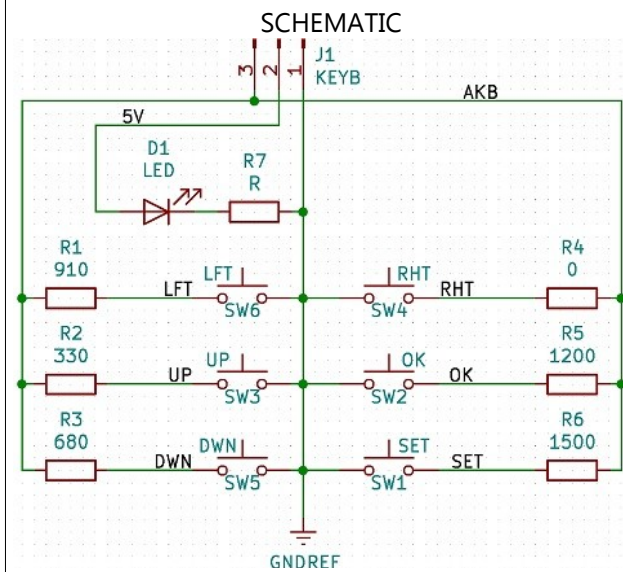 SCHEMATIC
3 2 1
J1
KEYB
AKB
5V
D1
LED
R7
R
R1
910
LFT
LFT
SW6
RHT
SW4
RHT
R4
0
R2
330
UP
UP
SW3
OK
SW2
OK
R5
1200
R3
680
DWN
DWN
SW5
SET
SW1
SET
R6
1500
GNDREF